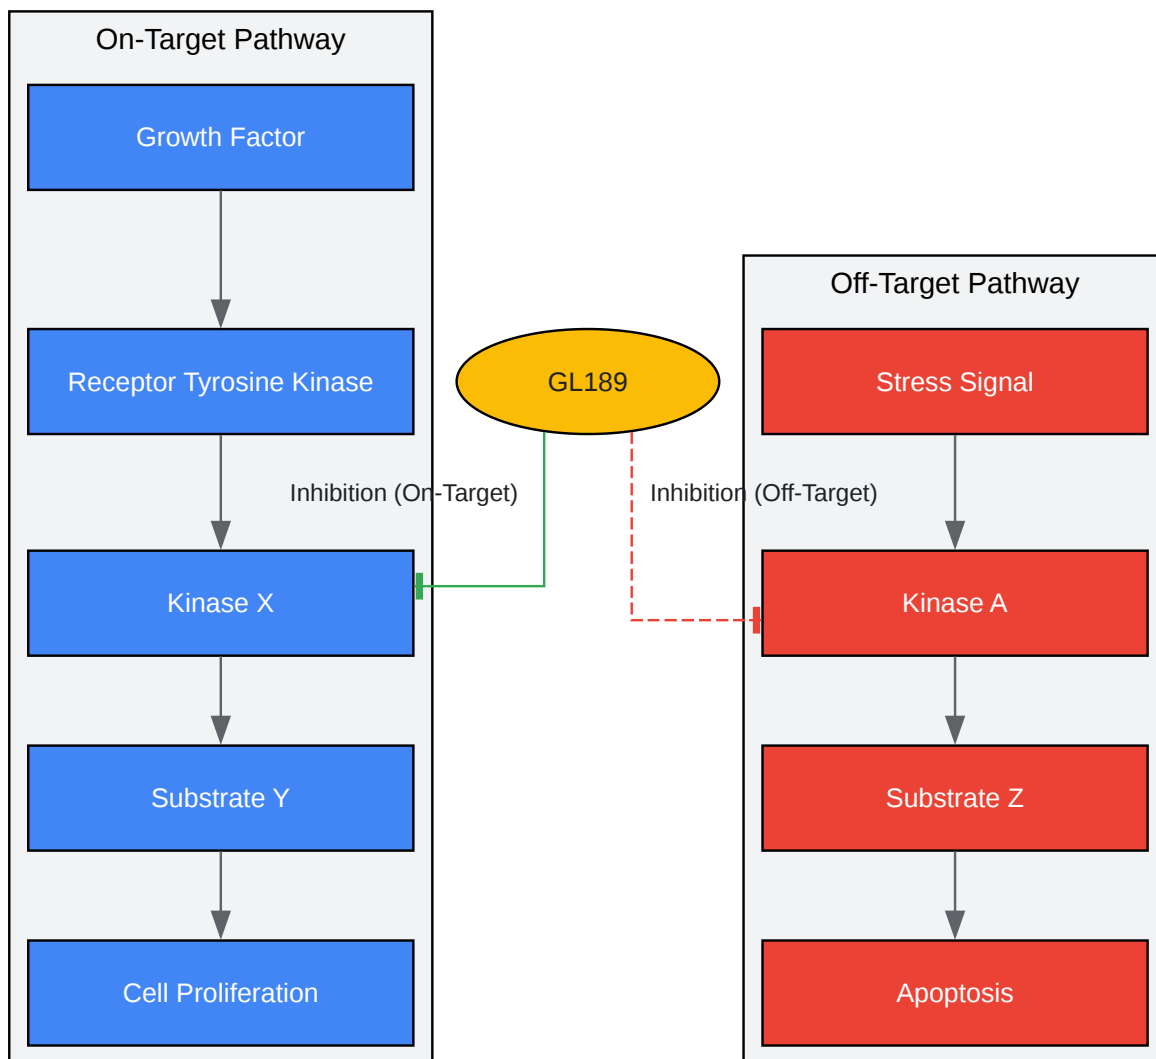 On-Target Pathway
Growth Factor
Receptor Tyrosine Kinase
Kinase X
Substrate Y
Cell Proliferation
GL189
Inhibition (On-Target)
Inhibition (Off-Target)
Off-Target Pathway
Stress Signal
Kinase A
Substrate Z
Apoptosis